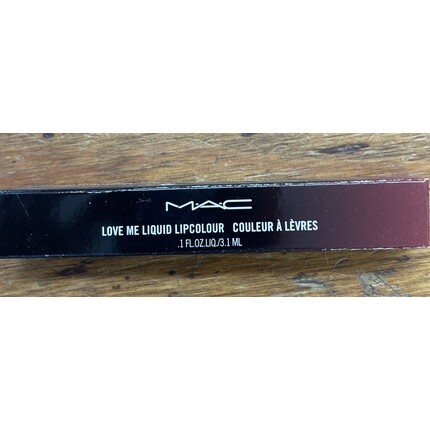 MAC
LOVE ME LIQUID LIPCOLOUR COULEUR À LÈVRES
.1 FL.OZ.LIQ./3.1 ML